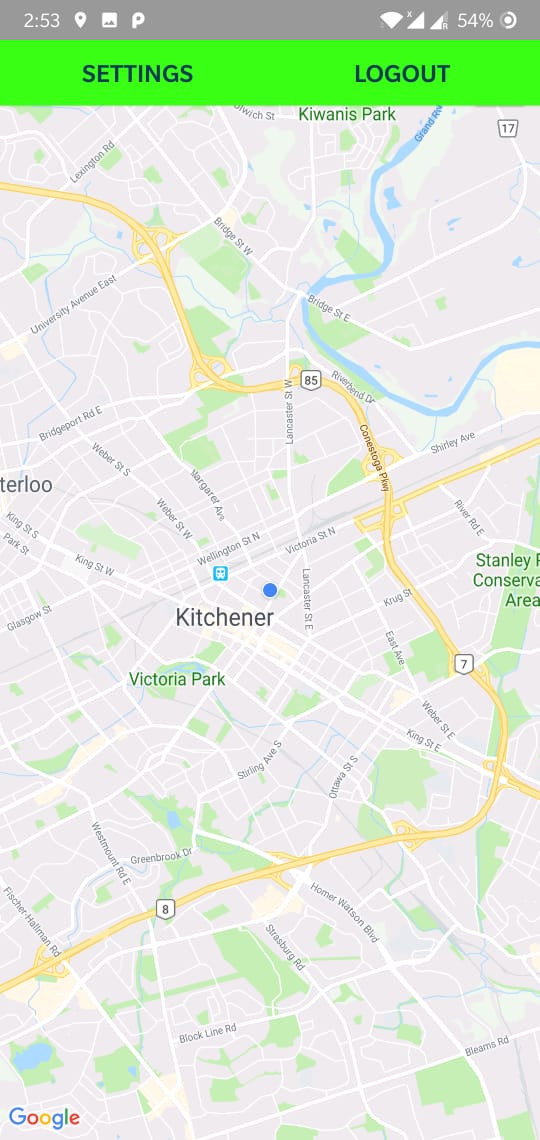 2:53
54%
SETTINGS LOGOUT
Kiwanis Park
17
Lexington Rd
Bridge St W
University Avenue East
Bridge St E
85
Riverbend Dr
Lancaster St W
Bridgeport Rd E
Conestoga Pkwy
Shirley Ave
Weber St S
Margaret Ave
terloo
Weber St W
River Rd E
King St S
Park St
King St W
Wellington St N
Victoria St N
Stanley P
Conserva
Area
Lancaster St E
Krug St
Glasgow St
Kitchener
East Ave
7
Victoria Park
Weber St E
King St E
Stirling Ave S
Ottawa St S
Westmount Rd E
Greenbrook Dr
Fischer-Hallman Rd
8
Homer Watson Blvd
Strasburg Rd
Block Line Rd
Bleams Rd
Google